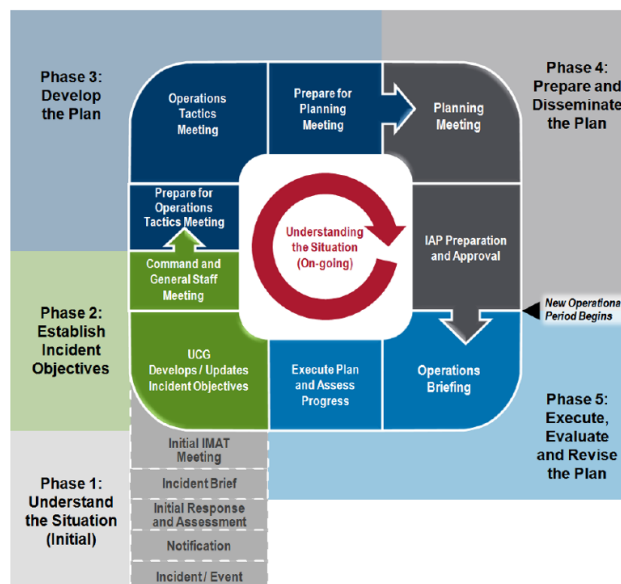 Phase 3:
Develop
the Plan
Operations
Tactics
Meeting
Prepare for
Planning
Meeting
Planning
Meeting
Phase 4:
Prepare and
Disseminate
the Plan
Prepare for
Operations
Tactics Meeting
Understanding
the Situation
(On-going)
IAP Preparation
and Approval
Command and
General Staff
Meeting
Phase 2:
Establish
Incident
Objectives
New Operational
Period Begins
UCG
Develops / Updates
Incident Objectives
Execute Plan
and Assess
Progress
Operations
Briefing
Phase 5:
Execute,
Evaluate
and Revise
the Plan
Phase 1:
Understand
the Situation
(Initial)
Initial IMAT
Meeting
Incident Brief
Initial Response
and Assessment
Notification
Incident / Event